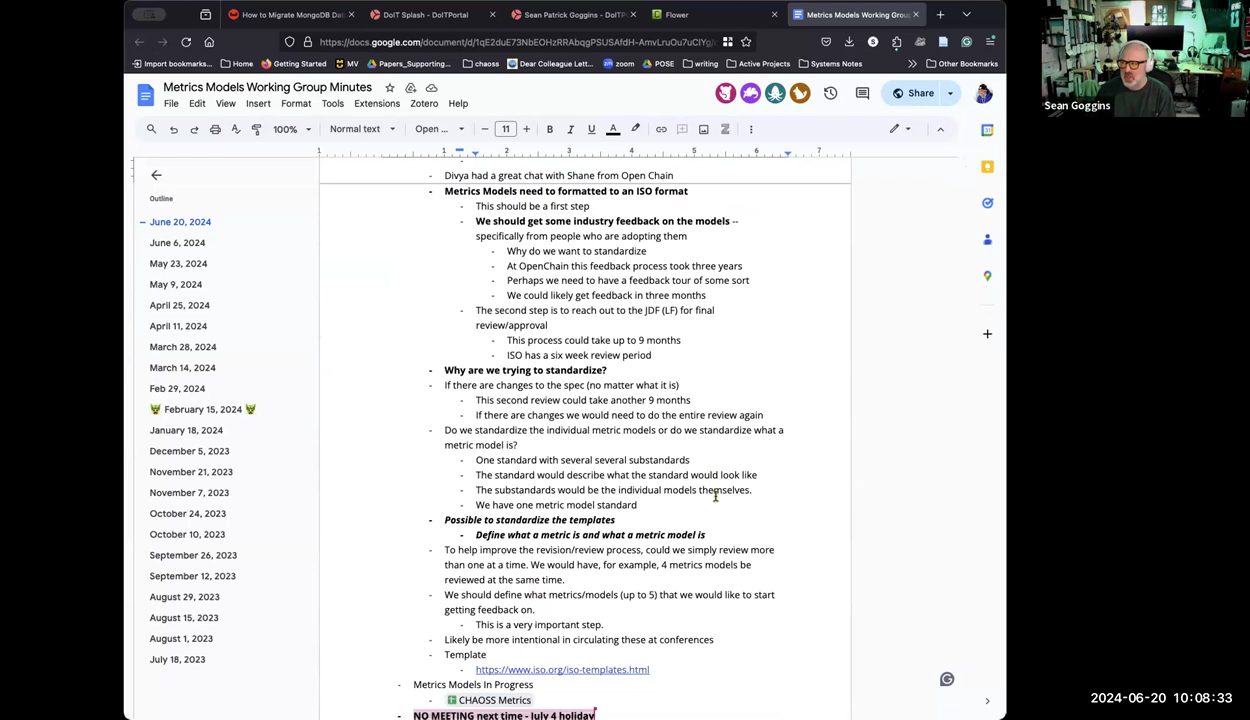 How to Migrate MongoDB Dat
DoIT Splash - DoITPortal
Sean Patrick Goggins - DoITPo
Flower
Metrics Models Working Group
https://docs.google.com/document/d/1qE2duE73NbEOHzRRAbqgPSUSAfdH-AmvLruOu7uClYg/
Import bookmarks...
Home
Getting Started
MV
Papers_Supporting...
chaoss
Dear Colleague Lett...
zoom
POSE
writing
Active Projects
Systems Notes
Other Bookmarks
Metrics Models Working Group Minutes
File Edit View Insert Format Tools Extensions Zotero Help
Share
100%
Normal text
Open ...
11
1 1 2 3 4 5 6 7
Outline
June 20, 2024
June 6, 2024
May 23, 2024
May 9, 2024
April 25, 2024
April 11, 2024
March 28, 2024
March 14, 2024
Feb 29, 2024
February 15, 2024
January 18, 2024
December 5, 2023
November 21, 2023
November 7, 2023
October 24, 2023
October 10, 2023
September 26, 2023
September 12, 2023
August 29, 2023
August 15, 2023
August 1, 2023
July 18, 2023
-
- Divya had a great chat with Shane from Open Chain
- Metrics Models need to formatted to an ISO format
- This should be a first step
- We should get some industry feedback on the models --
specifically from people who are adopting them
- Why do we want to standardize
- At OpenChain this feedback process took three years
- Perhaps we need to have a feedback tour of some sort
- We could likely get feedback in three months
- The second step is to reach out to the JDF (LF) for final
review/approval
- This process could take up to 9 months
- ISO has a six week review period
- Why are we trying to standardize?
- If there are changes to the spec (no matter what it is)
- This second review could take another 9 months
- If there are changes we would need to do the entire review again
- Do we standardize the individual metric models or do we standardize what a
metric model is?
- One standard with several several substandards
- The standard would describe what the standard would look like
- The substandards would be the individual models themselves.
- We have one metric model standard
- Possible to standardize the templates
- Define what a metric is and what a metric model is
- To help improve the revision/review process, could we simply review more
than one at a time. We would have, for example, 4 metrics models be
reviewed at the same time.
- We should define what metrics/models (up to 5) that we would like to start
getting feedback on.
- This is a very important step.
- Likely be more intentional in circulating these at conferences
- Template
- https://www.iso.org/iso-templates.html
- Metrics Models In Progress
- CHAOSS Metrics
- NO MEETING next time - July 4 holiday
Sean Goggins
2024-06-20 10:08:33